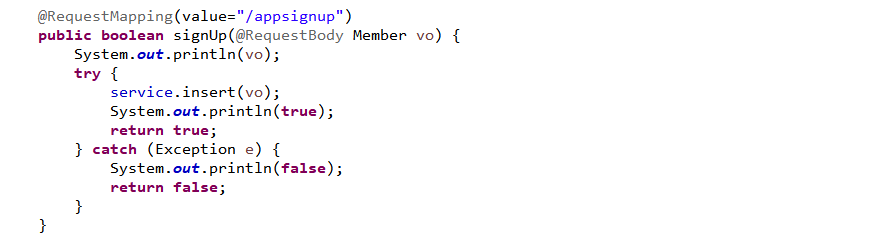 @RequestMapping(value="/appsignup")
public boolean signUp(@RequestBody Member vo) {
    System.out.println(vo);
    try {
        service.insert(vo);
        System.out.println(true);
        return true;
    } catch (Exception e) {
        System.out.println(false);
        return false;
    }
}